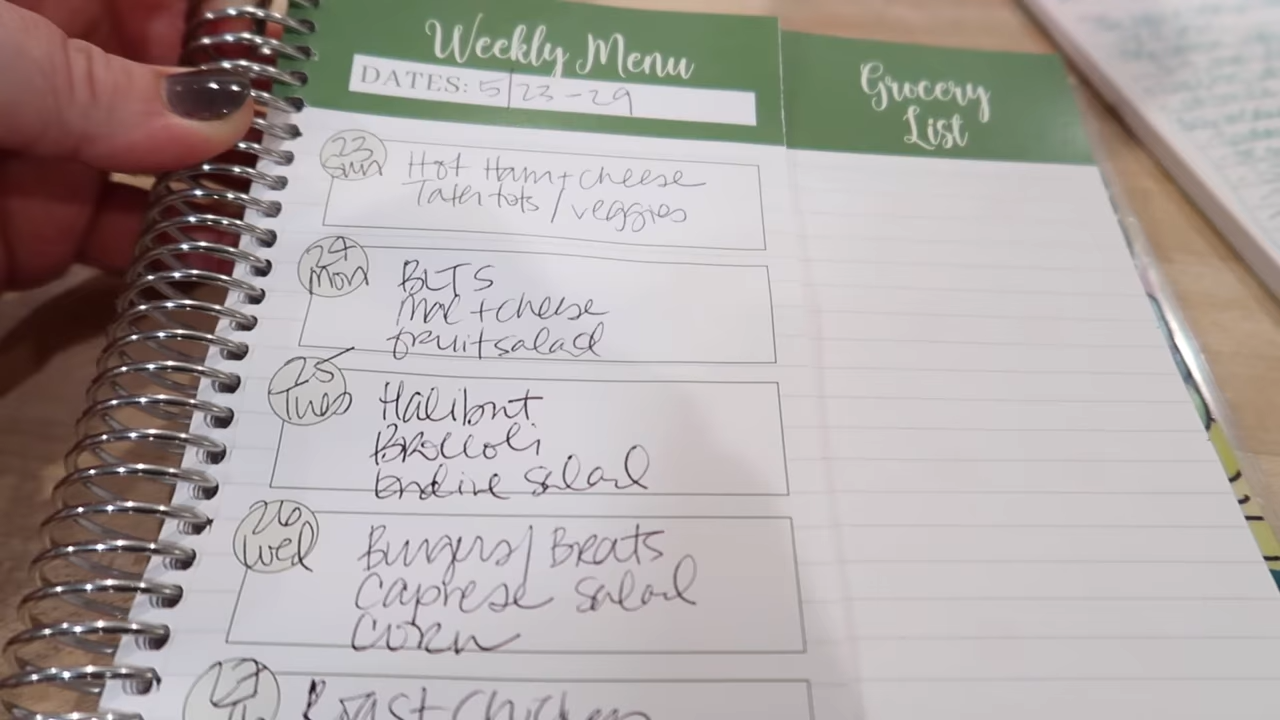 Weekly Menu
DATES: 5/23-29
23
Sun
Hot Ham + cheese
Tater tots / veggies
24
Mon
BLTS
Mac + cheese
fruit salad
25
Tues
Halibut
Broccoli
Endive salad
26
Wed
Burgers / Brats
Caprese salad
Corn
27
Roast Chicken
Grocery
List